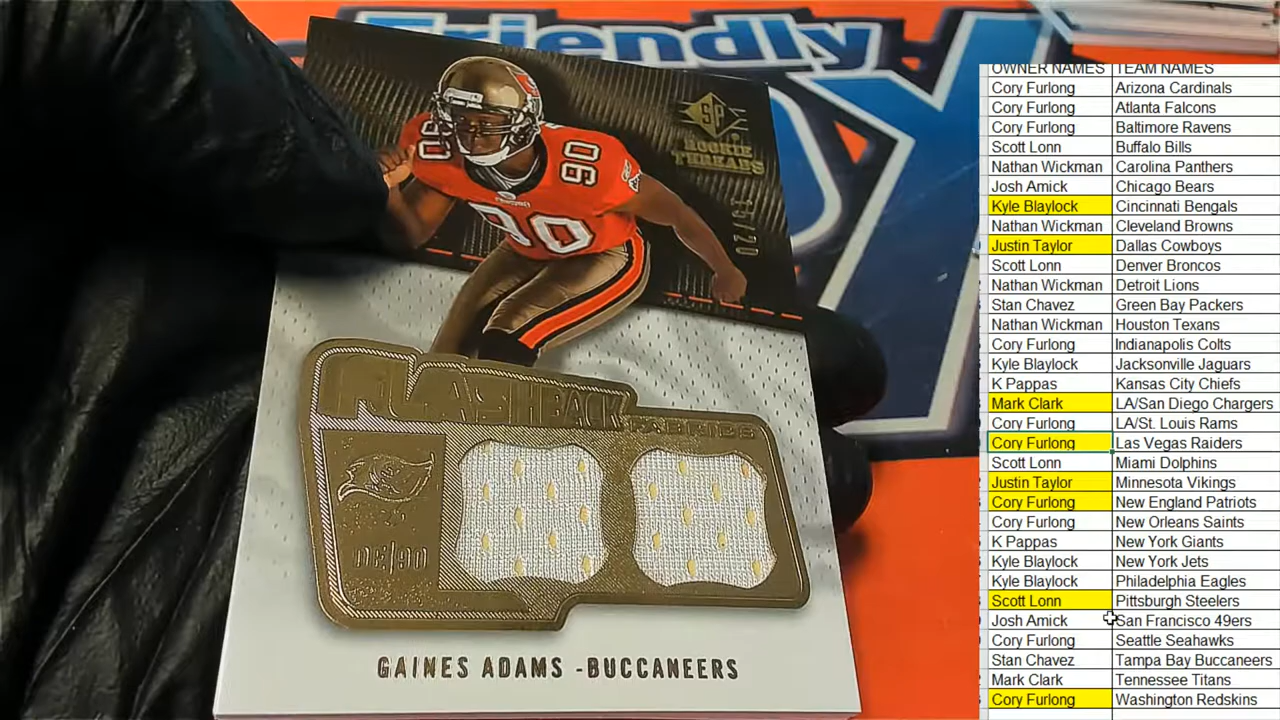 Friendly
SP
ROOKIE
THREADS
15/20
90
90
90
FLASHBACK
FABRICS
DE/90
GAINES ADAMS -BUCCANEERS
OWNER NAMES TEAM NAMES
Cory Furlong Arizona Cardinals
Cory Furlong Atlanta Falcons
Cory Furlong Baltimore Ravens
Scott Lonn Buffalo Bills
Nathan Wickman Carolina Panthers
Josh Amick Chicago Bears
Kyle Blaylock Cincinnati Bengals
Nathan Wickman Cleveland Browns
Justin Taylor Dallas Cowboys
Scott Lonn Denver Broncos
Nathan Wickman Detroit Lions
Stan Chavez Green Bay Packers
Nathan Wickman Houston Texans
Cory Furlong Indianapolis Colts
Kyle Blaylock Jacksonville Jaguars
K Pappas Kansas City Chiefs
Mark Clark LA/San Diego Chargers
Cory Furlong LA/St. Louis Rams
Cory Furlong Las Vegas Raiders
Scott Lonn Miami Dolphins
Justin Taylor Minnesota Vikings
Cory Furlong New England Patriots
Cory Furlong New Orleans Saints
K Pappas New York Giants
Kyle Blaylock New York Jets
Kyle Blaylock Philadelphia Eagles
Scott Lonn Pittsburgh Steelers
Josh Amick San Francisco 49ers
Cory Furlong Seattle Seahawks
Stan Chavez Tampa Bay Buccaneers
Mark Clark Tennessee Titans
Cory Furlong Washington Redskins